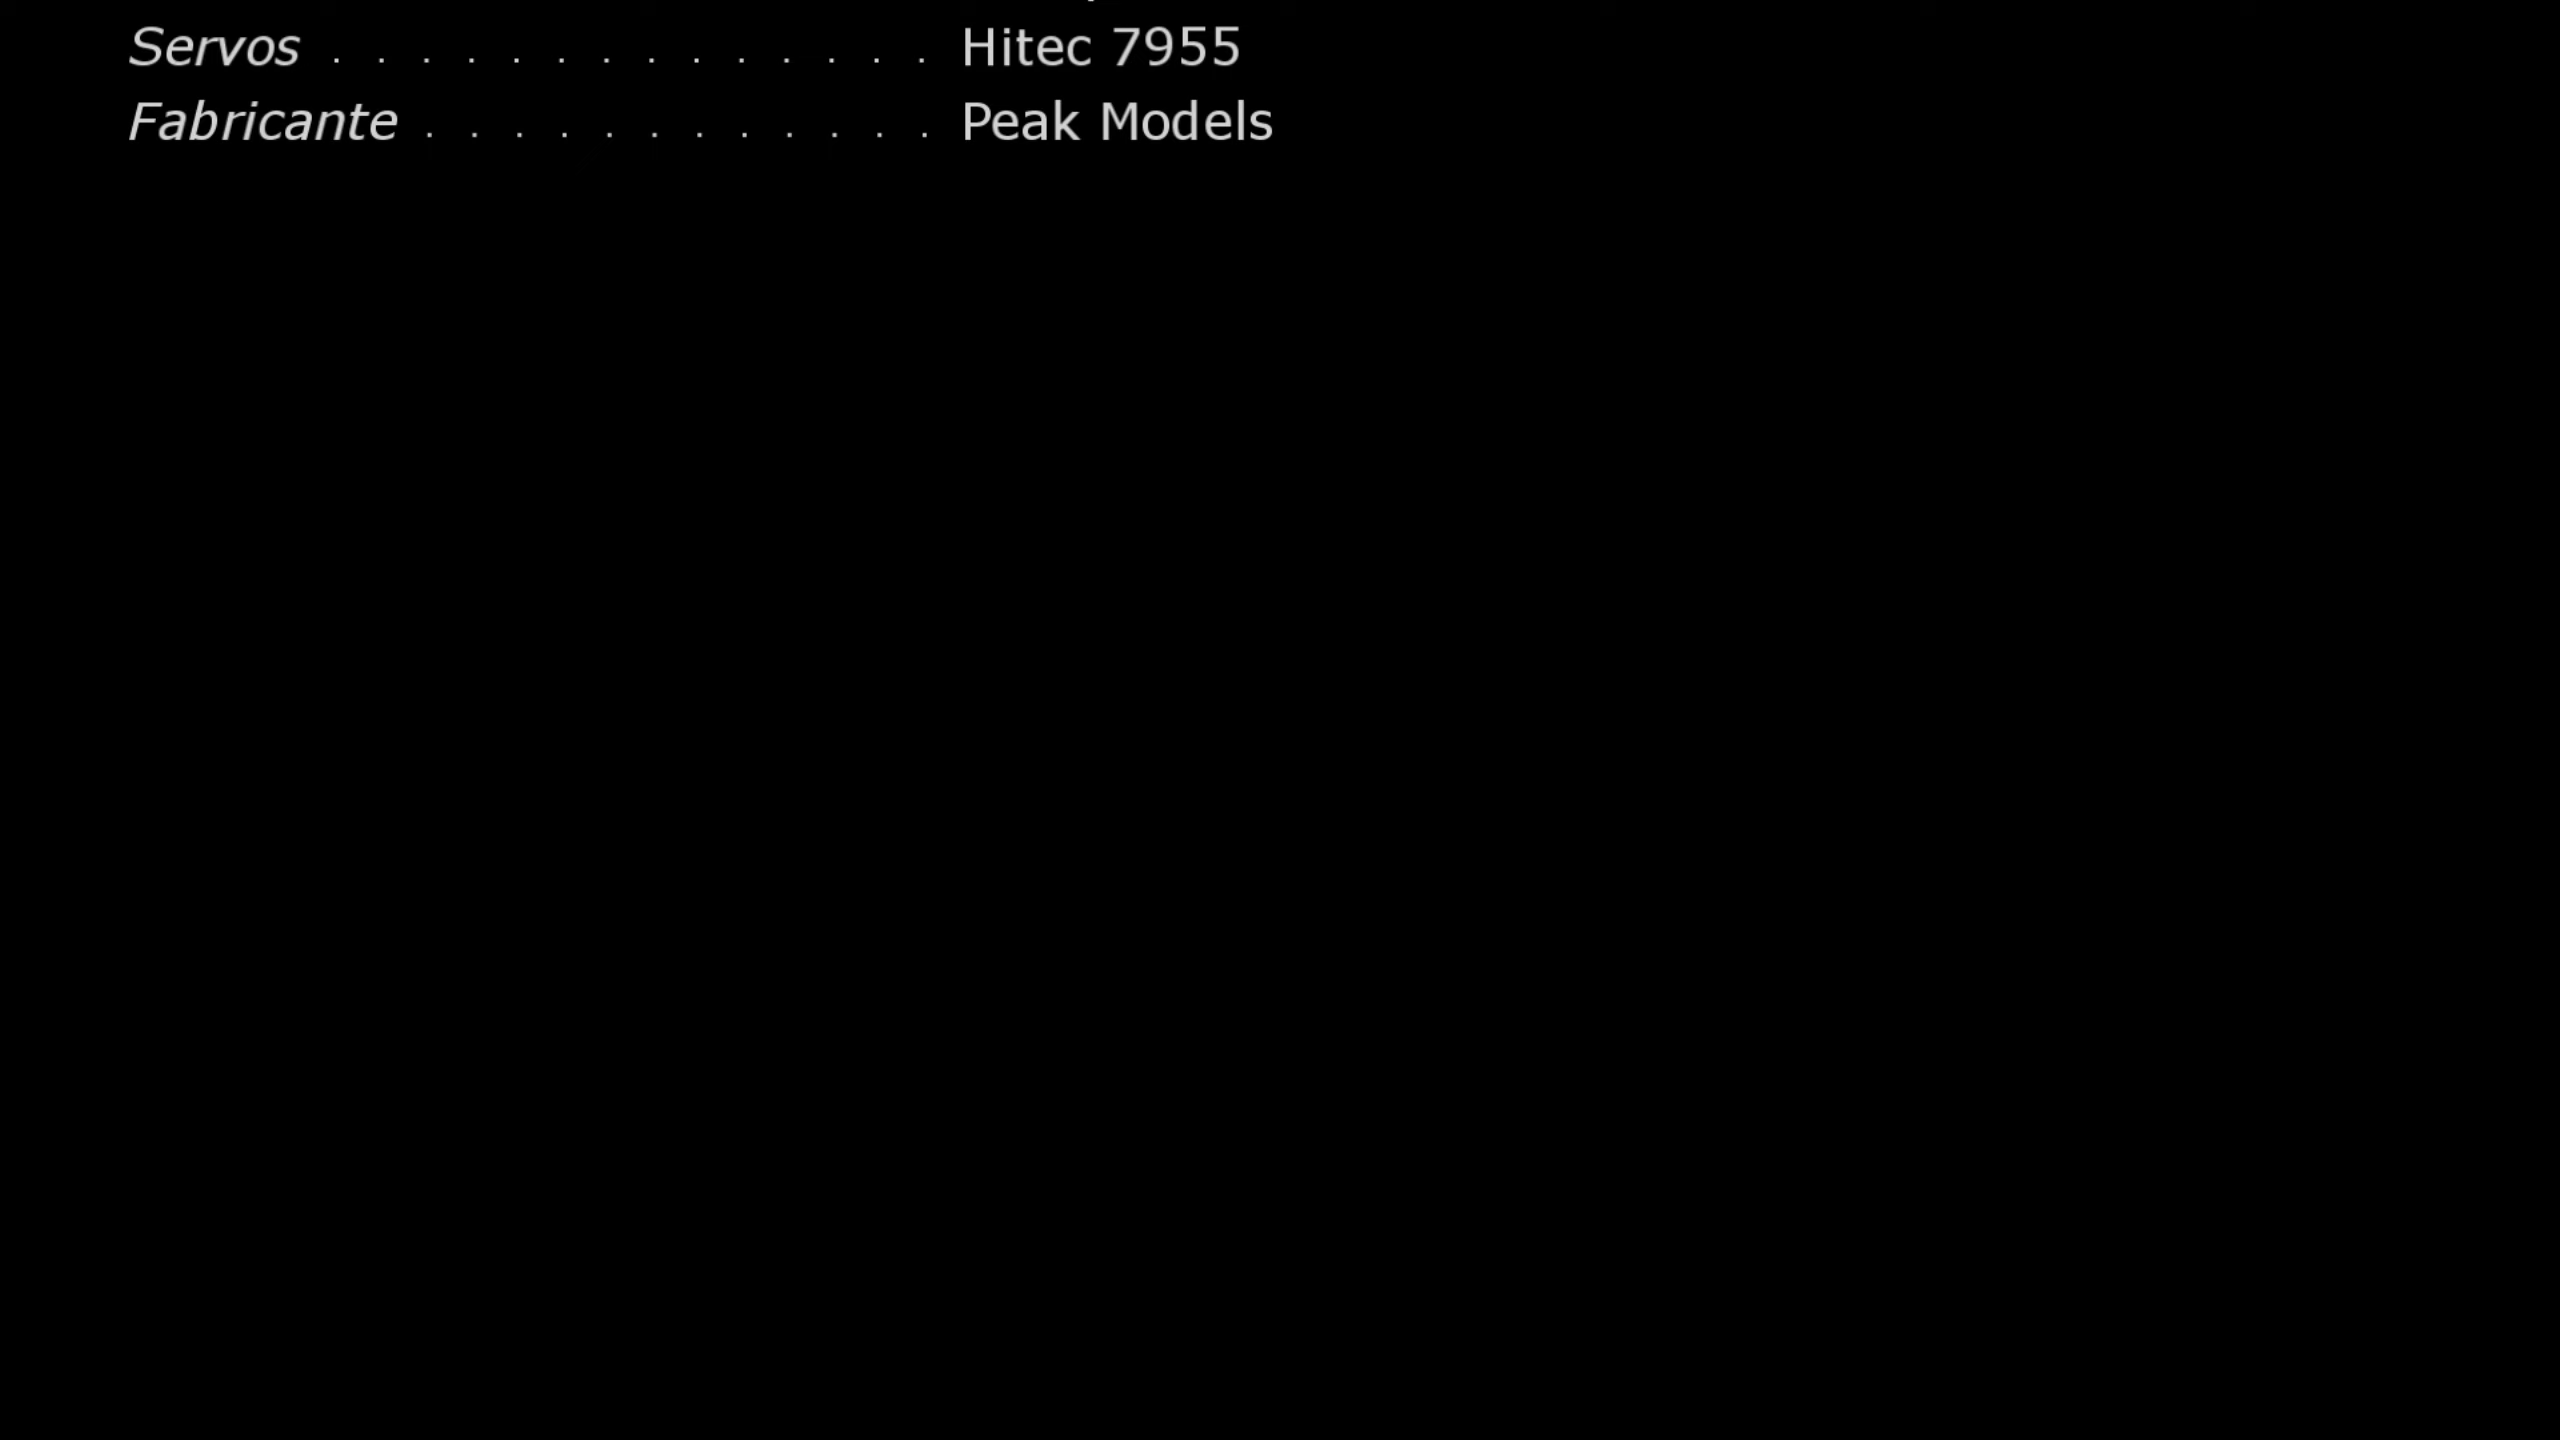 Servos . . . . . . . . . . . . . . Hitec 7955
Fabricante . . . . . . . . . . . . Peak Models